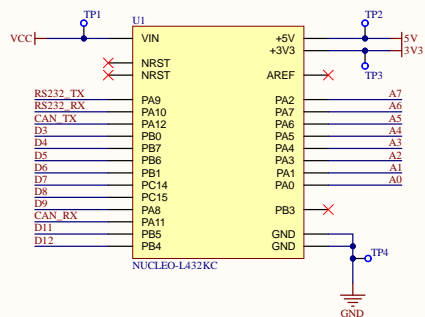 TP1
U1
TP2
VCC
VIN
+5V
5V
+3V3
3V3
NRST
TP3
NRST
AREF
RS232_TX
PA9
PA2
A7
RS232_RX
PA10
PA7
A6
CAN_TX
PA12
PA6
A5
D3
PB0
PA5
A4
D4
PB7
PA4
A3
D5
PB6
PA3
A2
D6
PB1
PA1
A1
D7
PC14
PA0
A0
D8
PC15
D9
PA8
PB3
CAN_RX
PA11
D11
PB5
GND
D12
PB4
GND
TP4
NUCLEO-L432KC
GND